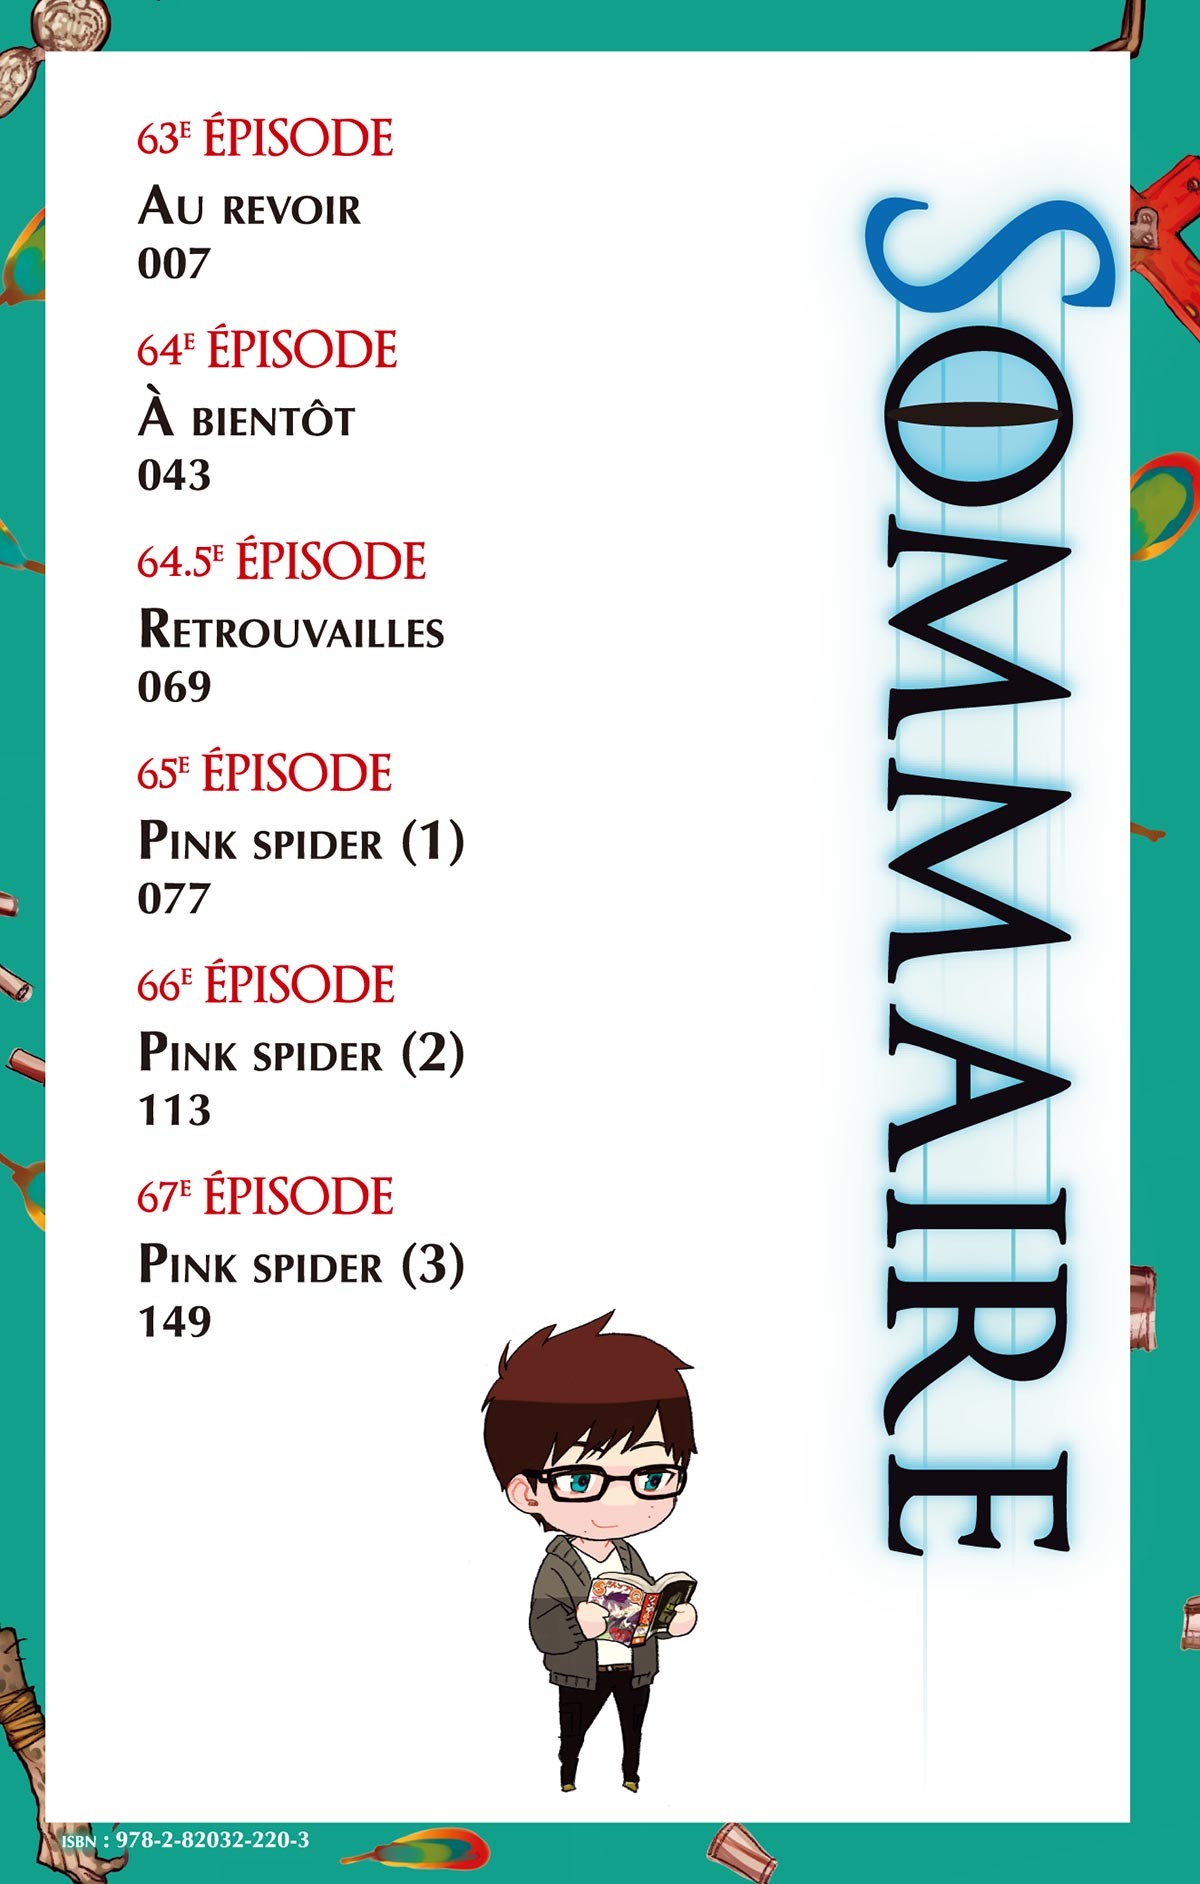 63E ÉPISODE
AU REVOIR
007
64E ÉPISODE
À BIENTÔT
043
64.5E ÉPISODE
RETROUVAILLES
069
65E ÉPISODE
PINK SPIDER (1)
077
66E ÉPISODE
PINK SPIDER (2)
113
67E ÉPISODE
PINK SPIDER (3)
149
SOMMAIRE
ISBN : 978-2-82032-220-3